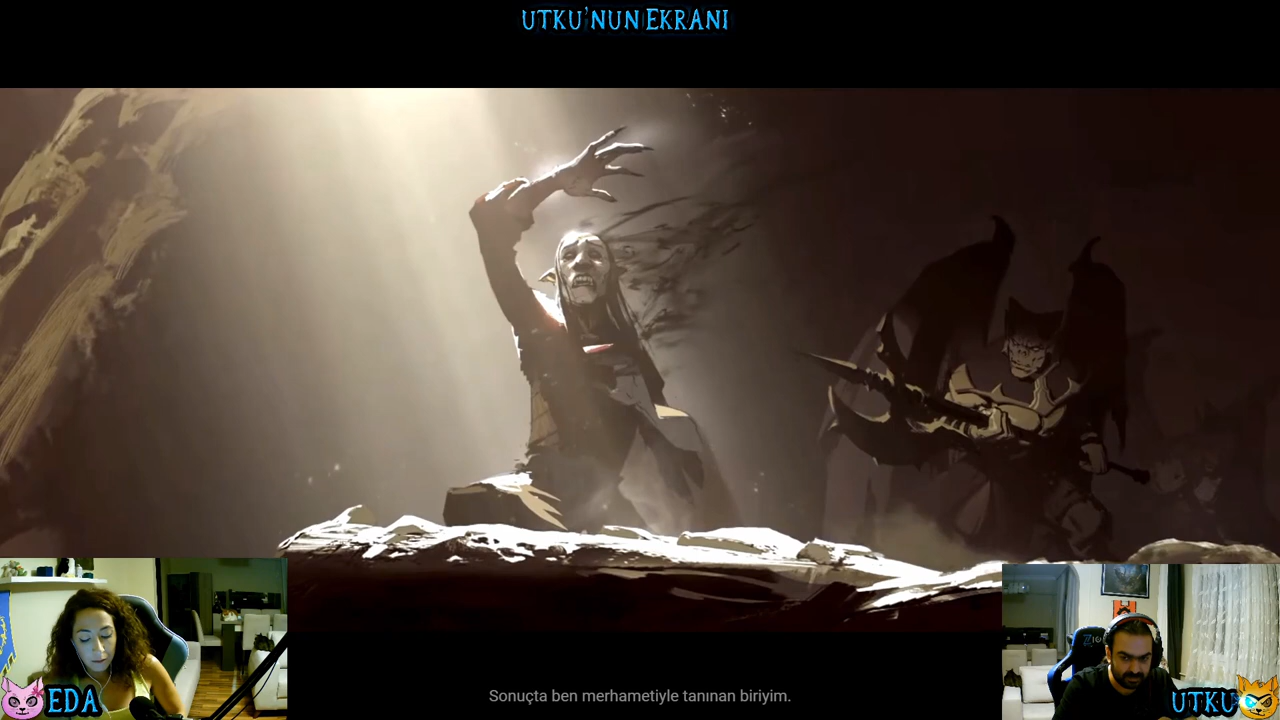 UTKU'NUN EKRANI
EDA
UTKU
Sonuçta ben merhametiyle tanınan biriyim.